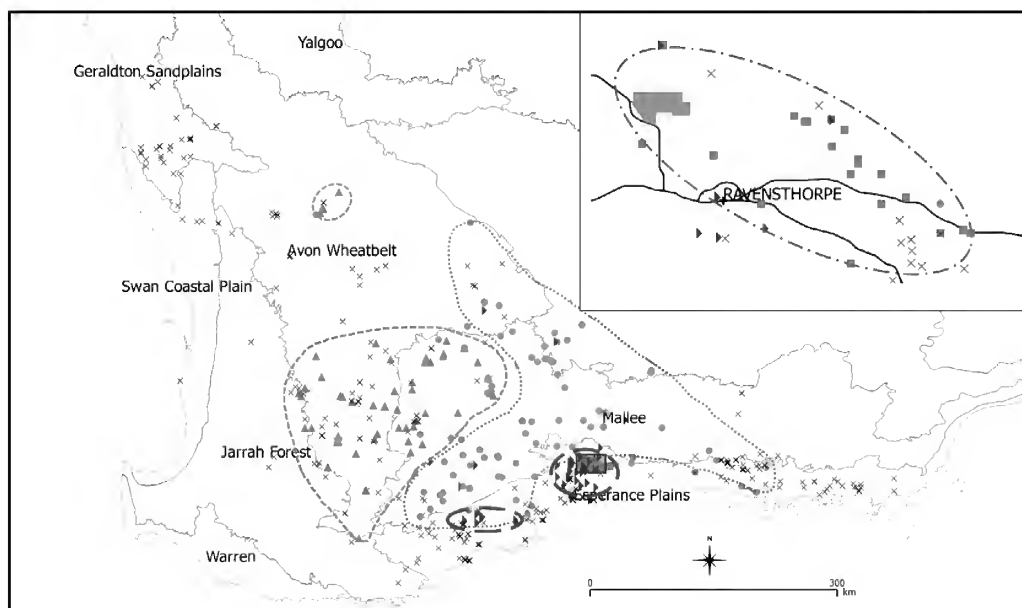 Yalgoo
Geraldton Sandplains
RAVENSTHORPE
Avon Wheatbelt
Swan Coastal Plain
Mallee
Jarrah Forest
Esperance Plains
Warren
N
0 300
km